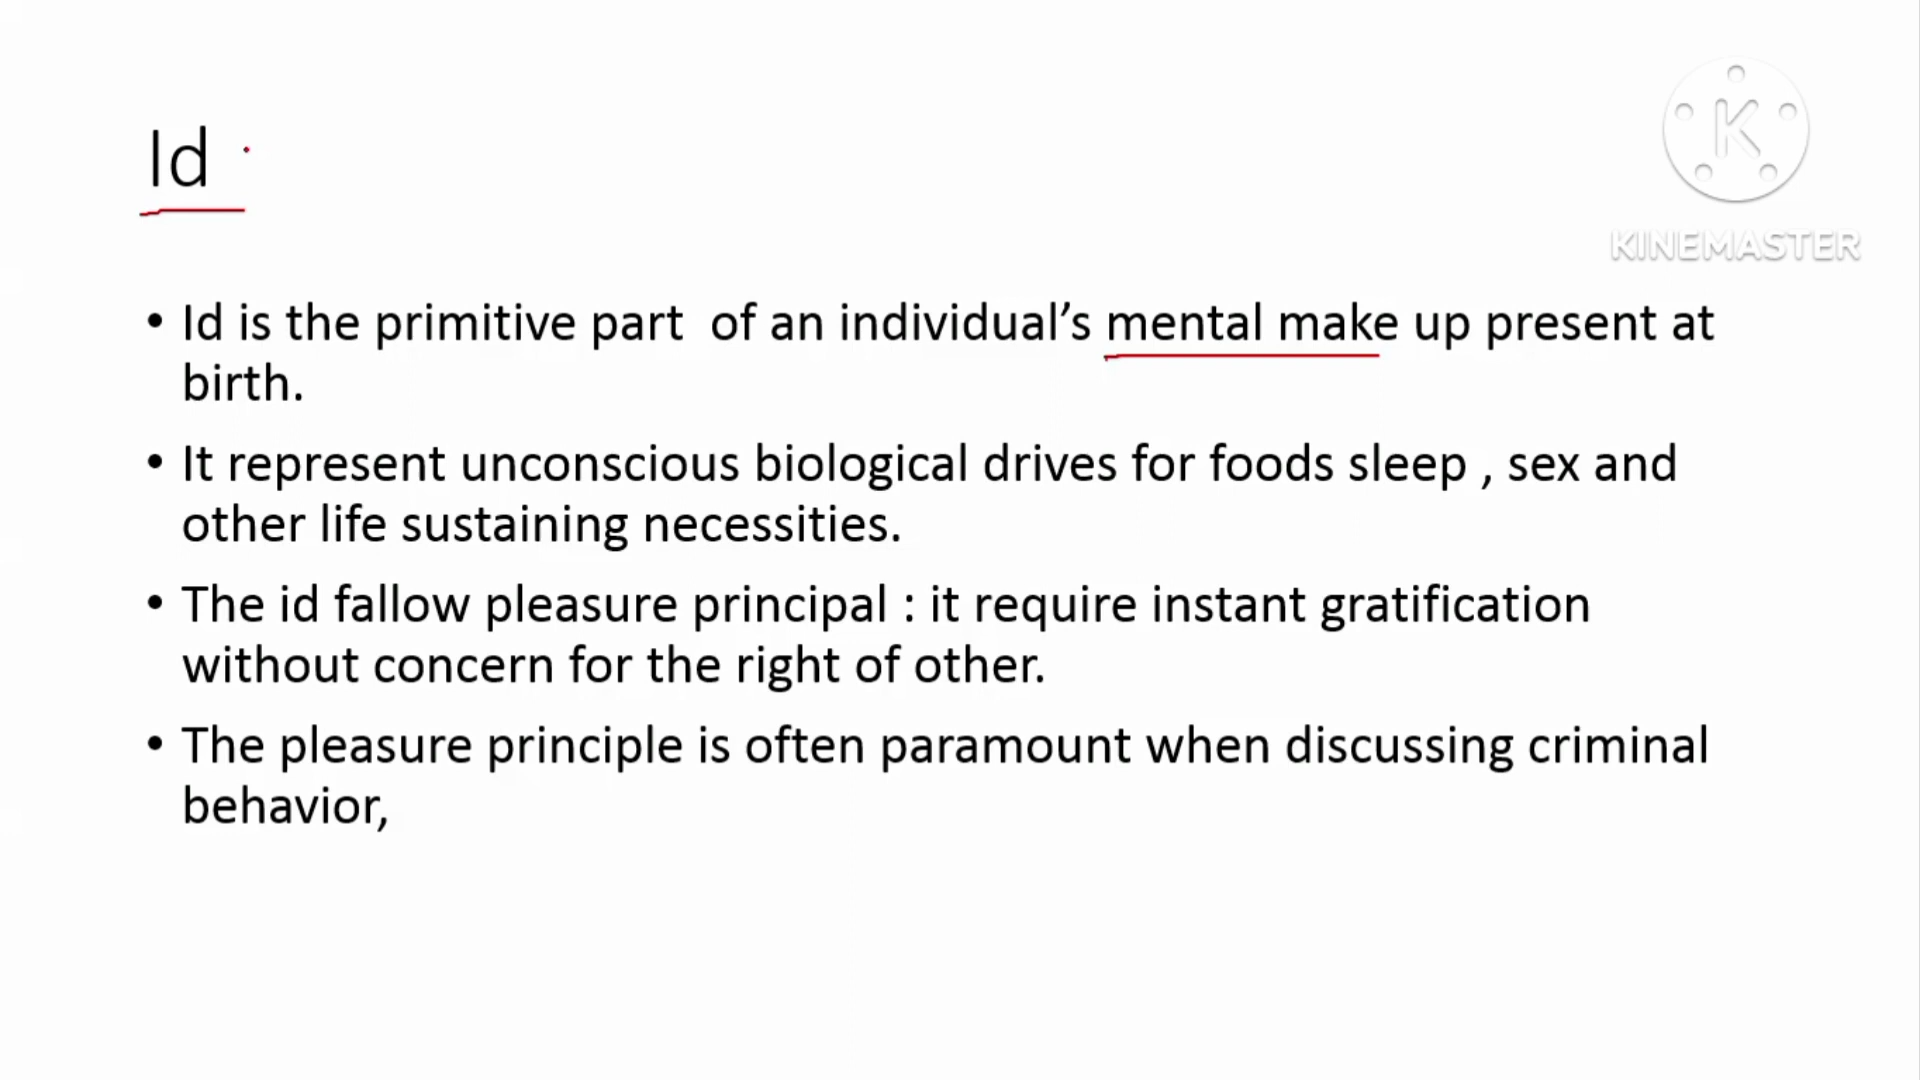 Id
K
KINEMASTER
• Id is the primitive part of an individual’s mental make up present at
birth.
• It represent unconscious biological drives for foods sleep , sex and
other life sustaining necessities.
• The id fallow pleasure principal : it require instant gratification
without concern for the right of other.
• The pleasure principle is often paramount when discussing criminal
behavior,